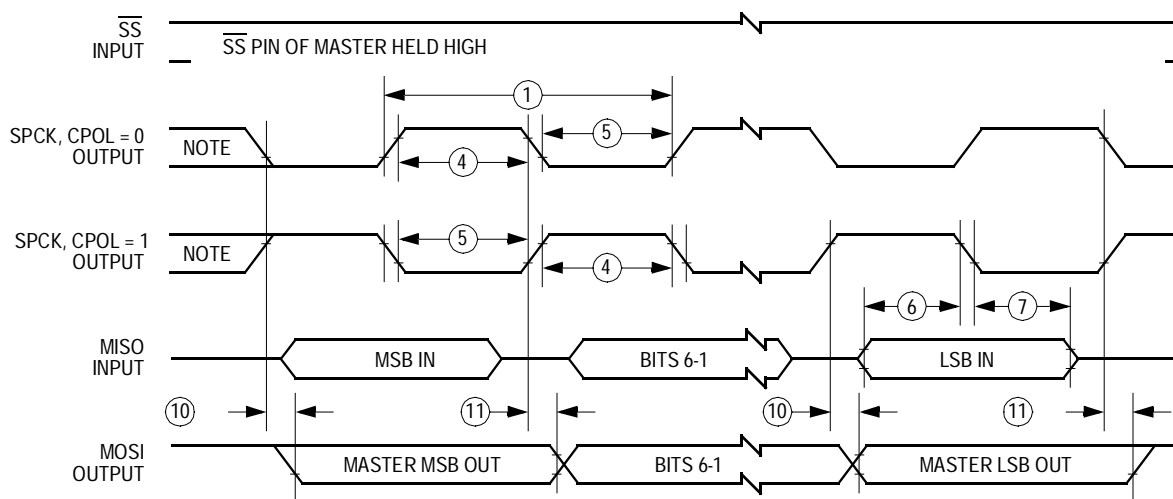 SS
INPUT
SS PIN OF MASTER HELD HIGH
1
SPCK, CPOL = 0
OUTPUT
NOTE
5
4
SPCK, CPOL = 1
OUTPUT
NOTE
5
4
6
7
MISO
INPUT
MSB IN
BITS 6-1
LSB IN
10
11
10
11
MOSI
OUTPUT
MASTER MSB OUT
BITS 6-1
MASTER LSB OUT